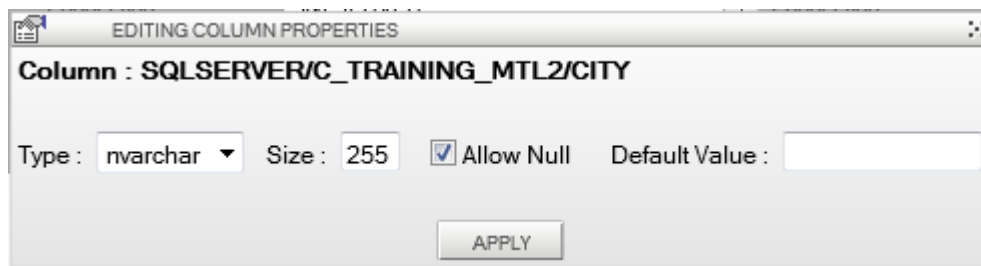 EDITING COLUMN PROPERTIES
Column : SQLSERVER/C_TRAINING_MTL2/CITY
Type : nvarchar Size : 255 Allow Null Default Value :
APPLY